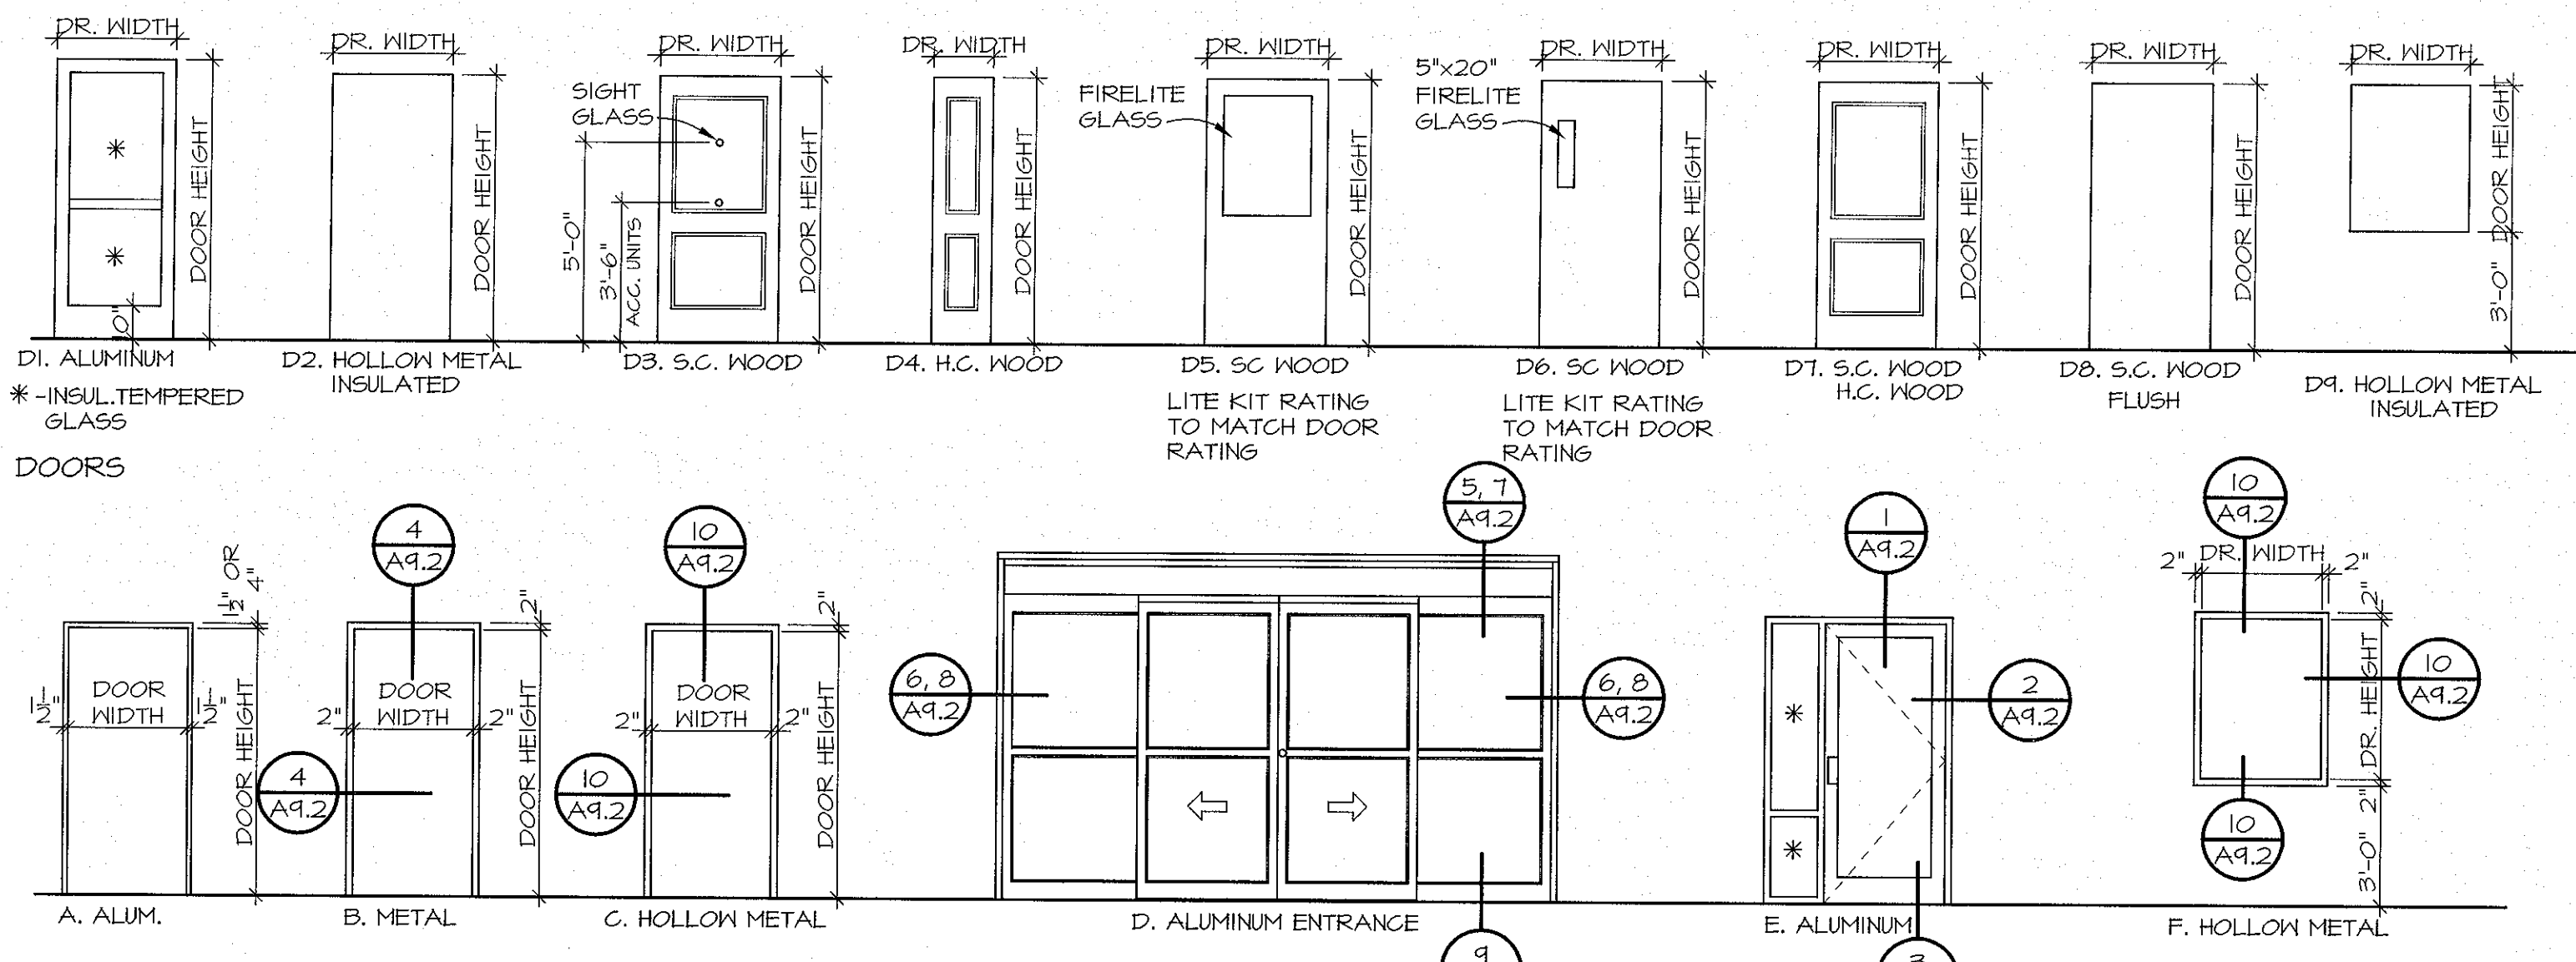 DR. WIDTH
DR. WIDTH
DR. WIDTH
DR. WIDTH
DR. WIDTH
DR. WIDTH
DR. WIDTH
DR. WIDTH
DR. WIDTH
DOOR HEIGHT
DOOR HEIGHT
SIGHT
GLASS
5'-0"
3'-6"
ACC. UNITS
DOOR HEIGHT
DOOR HEIGHT
FIRELITE
GLASS
DOOR HEIGHT
5"x20"
FIRELITE
GLASS
DOOR HEIGHT
DOOR HEIGHT
DOOR HEIGHT
DOOR HEIGHT
3'-0"
D1. ALUMINUM
* -INSUL.TEMPERED
GLASS
D2. HOLLOW METAL
INSULATED
D3. S.C. WOOD
D4. H.C. WOOD
D5. SC WOOD
LITE KIT RATING
TO MATCH DOOR
RATING
D6. SC WOOD
LITE KIT RATING
TO MATCH DOOR
RATING
D7. S.C. WOOD
H.C. WOOD
D8. S.C. WOOD
FLUSH
D9. HOLLOW METAL
INSULATED
DOORS
1½" OR
4"
DOOR
WIDTH
1½"
1½"
DOOR HEIGHT
A. ALUM.
4
A9.2
2"
DOOR
WIDTH
2"
2"
DOOR HEIGHT
4
A9.2
B. METAL
10
A9.2
2"
DOOR
WIDTH
2"
2"
DOOR HEIGHT
10
A9.2
C. HOLLOW METAL
5, 7
A9.2
6, 8
A9.2
6, 8
A9.2
9
D. ALUMINUM ENTRANCE
1
A9.2
*
*
2
A9.2
3
E. ALUMINUM
10
A9.2
2"
DR. WIDTH
2"
2"
DR. HEIGHT
10
A9.2
2"
3'-0"
10
A9.2
F. HOLLOW METAL